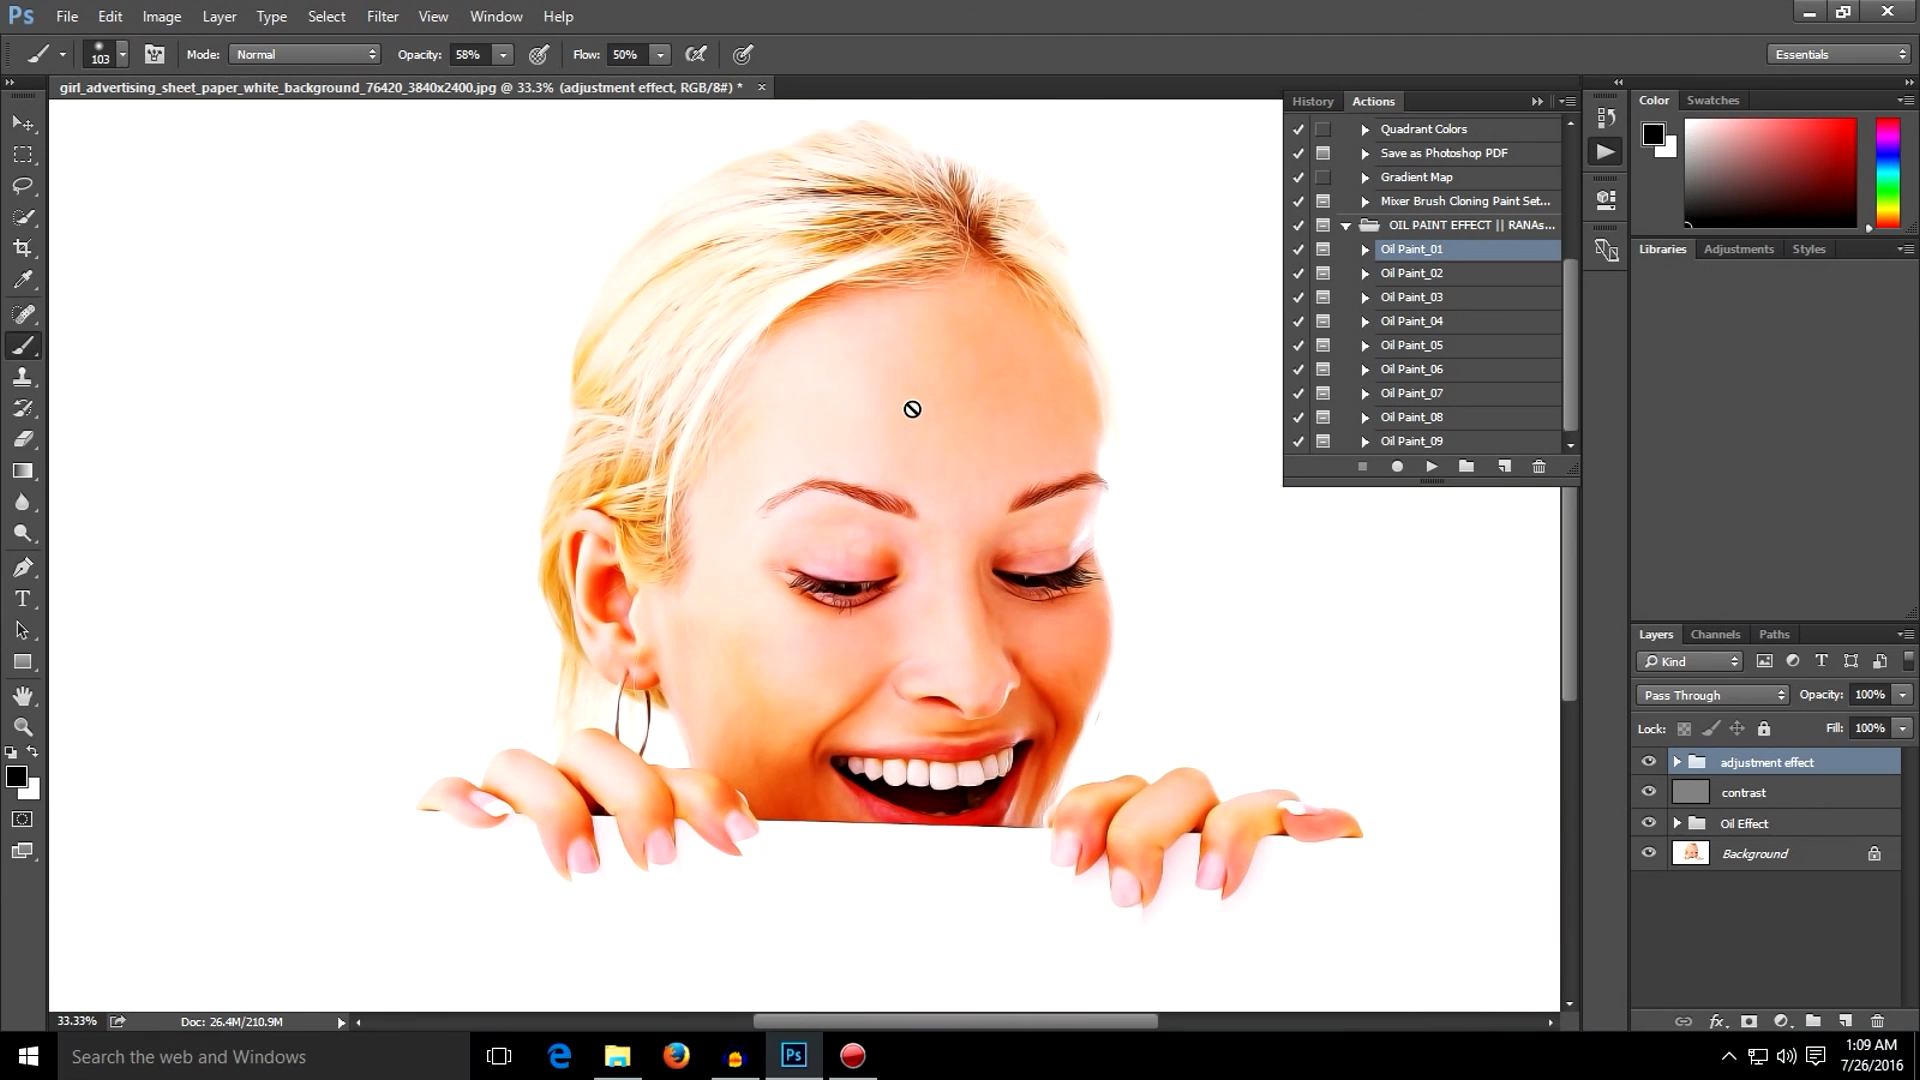 Ps File Edit Image Layer Type Select Filter View Window Help
103 Mode: Normal Opacity: 58% Flow: 50% Essentials
girl_advertising_sheet_paper_white_background_76420_3840x2400.jpg @ 33.3% (adjustment effect, RGB/8#) * ×
History Actions
Quadrant Colors
Save as Photoshop PDF
Gradient Map
Mixer Brush Cloning Paint Set...
OIL PAINT EFFECT || RANAs...
Oil Paint_01
Oil Paint_02
Oil Paint_03
Oil Paint_04
Oil Paint_05
Oil Paint_06
Oil Paint_07
Oil Paint_08
Oil Paint_09
Color Swatches
Libraries Adjustments Styles
Layers Channels Paths
Kind
Pass Through Opacity: 100%
Lock: Fill: 100%
adjustment effect
contrast
Oil Effect
Background
fx
33.33% Doc: 26.4M/210.9M
Search the web and Windows
Ps
1:09 AM
7/26/2016